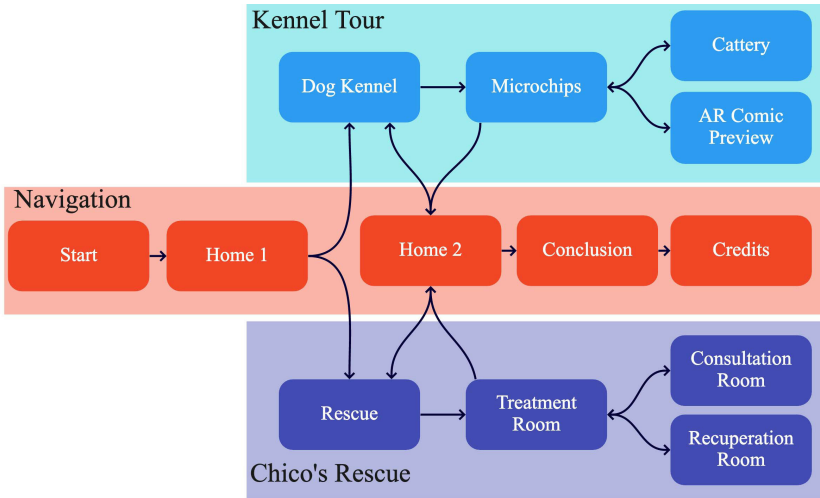 Kennel Tour
Dog Kennel
Microchips
Cattery
AR Comic
Preview
Navigation
Start
Home 1
Home 2
Conclusion
Credits
Rescue
Treatment
Room
Consultation
Room
Recuperation
Room
Chico's Rescue